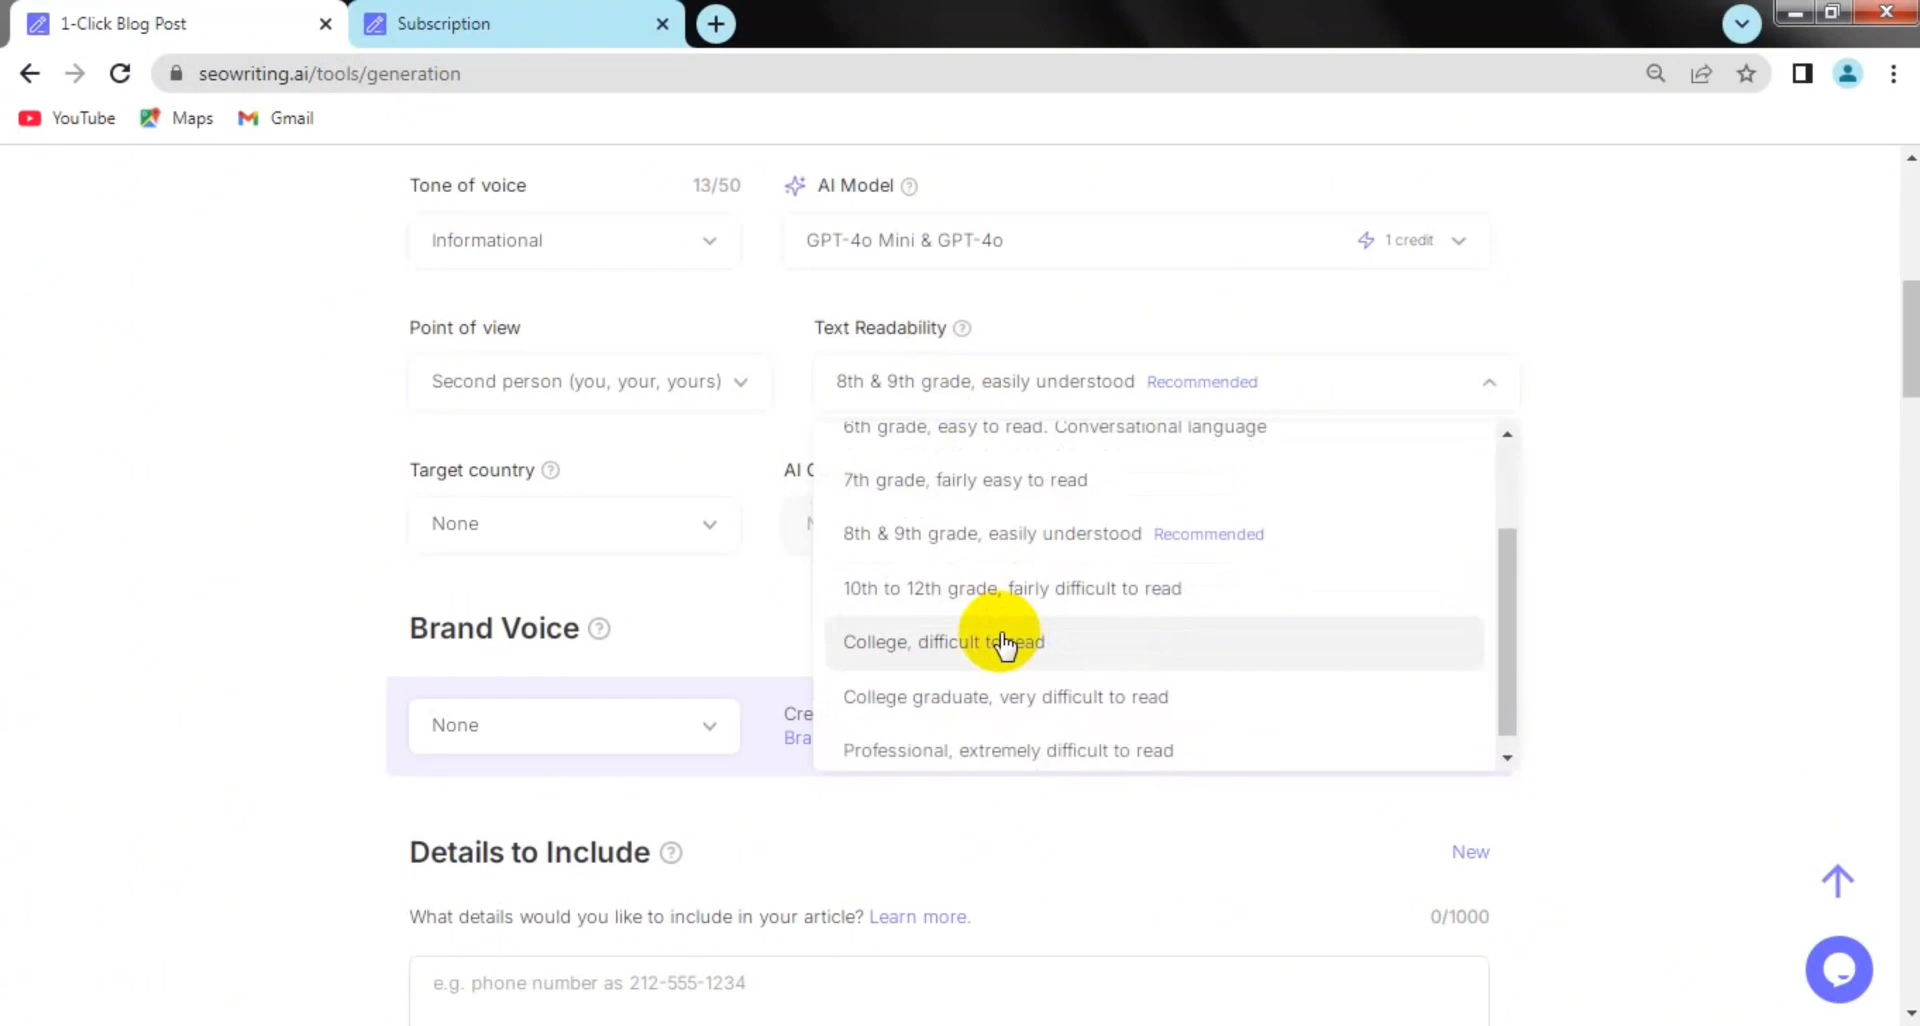 1-Click Blog Post
Subscription
seowriting.ai/tools/generation
YouTube
Maps
Gmail
Tone of voice
13/50
AI Model
Informational
GPT-4o Mini & GPT-4o
1 credit
Point of view
Text Readability
Second person (you, your, yours)
8th & 9th grade, easily understood Recommended
6th grade, easy to read. Conversational language
Target country
7th grade, fairly easy to read
None
8th & 9th grade, easily understood Recommended
10th to 12th grade, fairly difficult to read
Brand Voice
College, difficult to read
College graduate, very difficult to read
None
Cre
Bra
Professional, extremely difficult to read
Details to Include
New
What details would you like to include in your article? Learn more.
0/1000
e.g. phone number as 212-555-1234